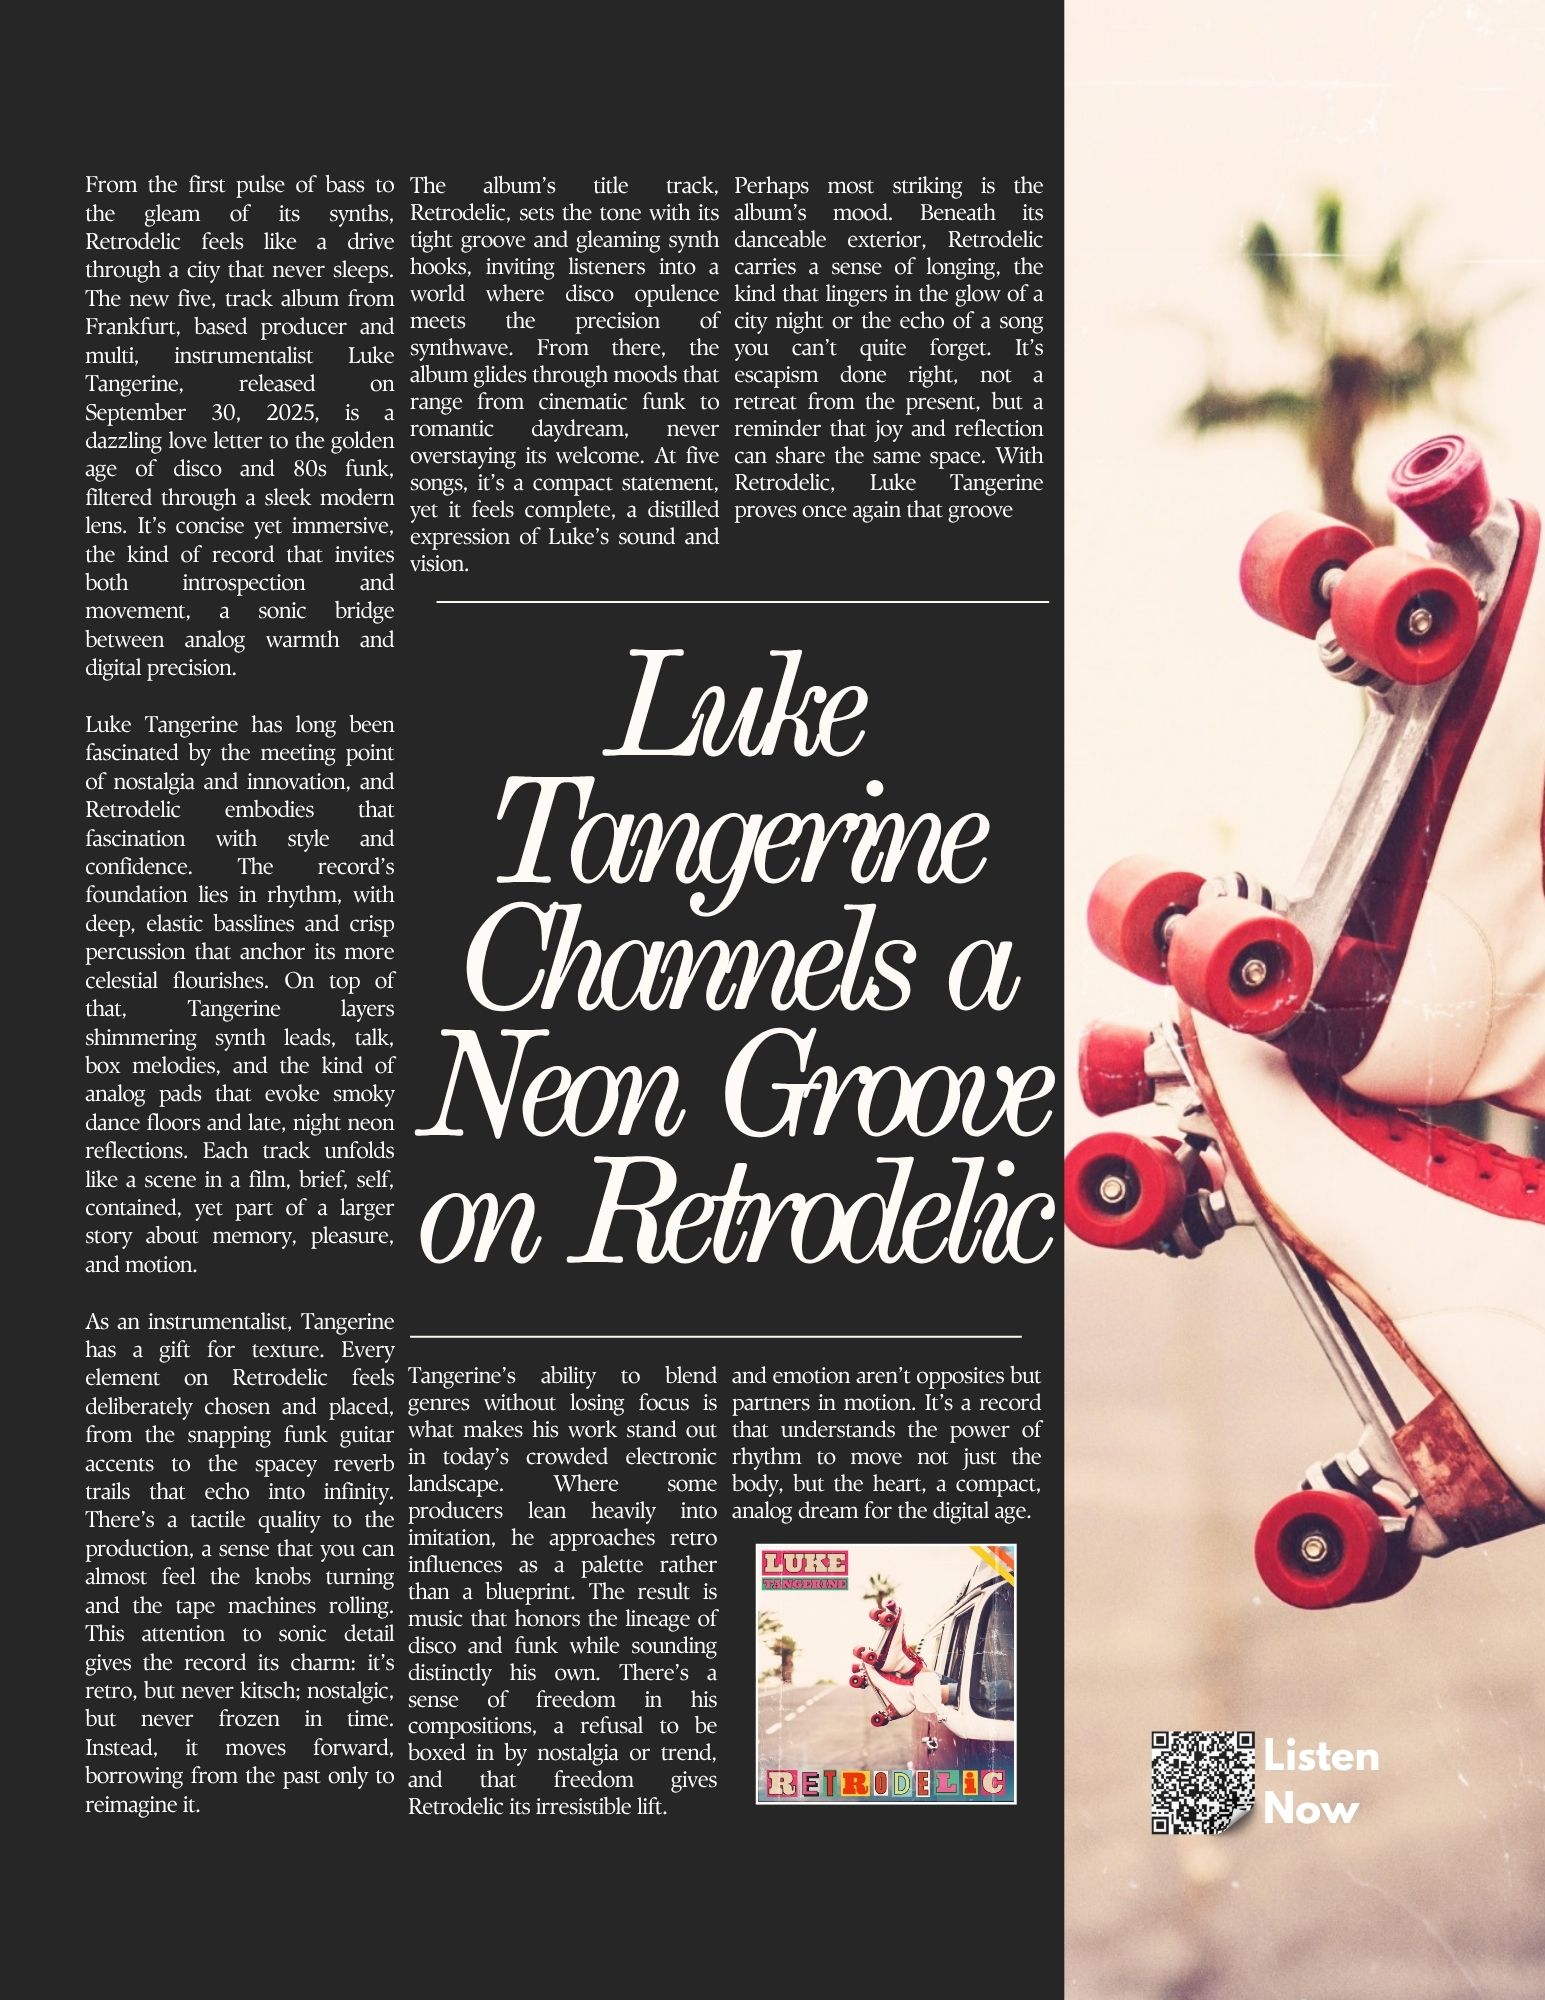 From the first pulse of bass to
the gleam of its synths,
Retrodelic feels like a drive
through a city that never sleeps.
The new five, track album from
Frankfurt, based producer and
multi, instrumentalist Luke
Tangerine, released on
September 30, 2025, is a
dazzling love letter to the golden
age of disco and 80s funk,
filtered through a sleek modern
lens. It's concise yet immersive,
the kind of record that invites
both introspection and
movement, a sonic bridge
between analog warmth and
digital precision.
Luke Tangerine has long been
fascinated by the meeting point
of nostalgia and innovation, and
Retrodelic embodies that
fascination with style and
confidence. The record's
foundation lies in rhythm, with
deep, elastic basslines and crisp
percussion that anchor its more
celestial flourishes. On top of
that, Tangerine layers
shimmering synth leads, talk,
box melodies, and the kind of
analog pads that evoke smoky
dance floors and late, night neon
reflections. Each track unfolds
like a scene in a film, brief, self,
contained, yet part of a larger
story about memory, pleasure,
and motion.
As an instrumentalist, Tangerine
has a gift for texture. Every
element on Retrodelic feels
deliberately chosen and placed,
from the snapping funk guitar
accents to the spacey reverb
trails that echo into infinity.
There's a tactile quality to the
production, a sense that you can
almost feel the knobs turning
and the tape machines rolling.
This attention to sonic detail
gives the record its charm: it's
retro, but never kitsch; nostalgic,
but never frozen in time.
Instead, it moves forward,
borrowing from the past only to
reimagine it.
The album's title track,
Retrodelic, sets the tone with its
tight groove and gleaming synth
hooks, inviting listeners into a
world where disco opulence
meets the precision of
synthwave. From there, the
album glides through moods that
range from cinematic funk to
romantic daydream, never
overstaying its welcome. At five
songs, it's a compact statement,
yet it feels complete, a distilled
expression of Luke's sound and
vision.
Perhaps most striking is the
album's mood. Beneath its
danceable exterior, Retrodelic
carries a sense of longing, the
kind that lingers in the glow of a
city night or the echo of a song
you can't quite forget. It's
escapism done right, not a
retreat from the present, but a
reminder that joy and reflection
can share the same space. With
Retrodelic, Luke Tangerine
proves once again that groove
Luke
Tangerine
Channels a
Neon Groove
on Retrodelic
Tangerine's ability to blend
genres without losing focus is
what makes his work stand out
in today's crowded electronic
landscape. Where some
producers lean heavily into
imitation, he approaches retro
influences as a palette rather
than a blueprint. The result is
music that honors the lineage of
disco and funk while sounding
distinctly his own. There's a
sense of freedom in his
compositions, a refusal to be
boxed in by nostalgia or trend,
and that freedom gives
Retrodelic its irresistible lift.
and emotion aren't opposites but
partners in motion. It's a record
that understands the power of
rhythm to move not just the
body, but the heart, a compact,
analog dream for the digital age.
LUKE
TANGERINE
RETRODELiC
Listen
Now